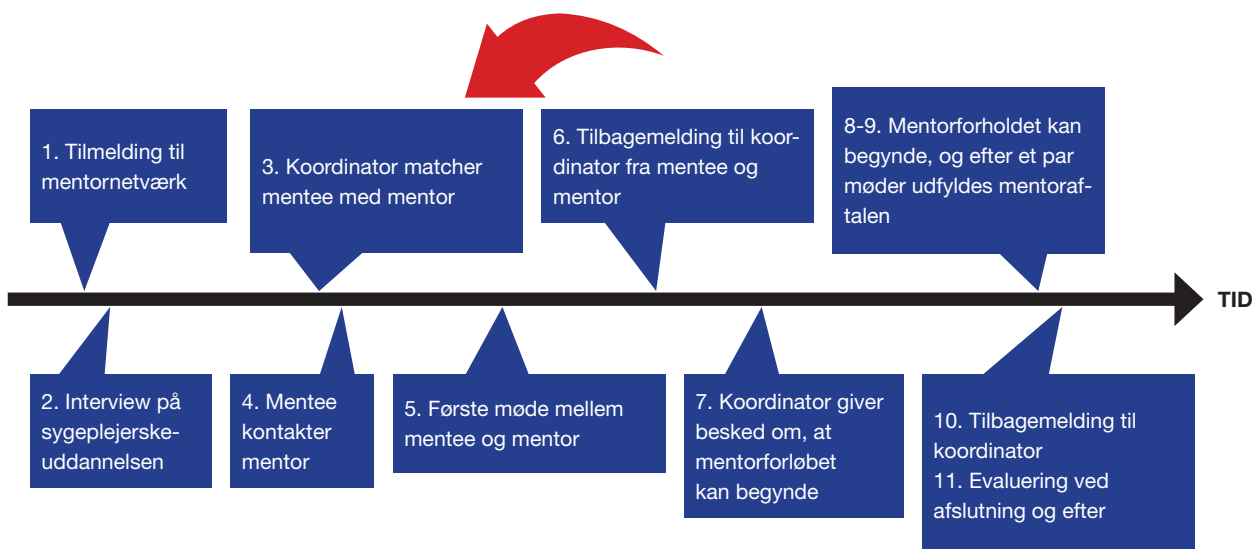 1. Tilmelding til
mentornetværk
3. Koordinator matcher
mentee med mentor
6. Tilbagemelding til koor-
dinator fra mentee og
mentor
8-9. Mentorforholdet kan
begynde, og efter et par
møder udfyldes mentoraf-
talen
TID
2. Interview på
sygeplejerske-
uddannelsen
4. Mentee
kontakter
mentor
5. Første møde mellem
mentee og mentor
7. Koordinator giver
besked om, at
mentorforløbet
kan begynde
10. Tilbagemelding til
koordinator
11. Evaluering ved
afslutning og efter